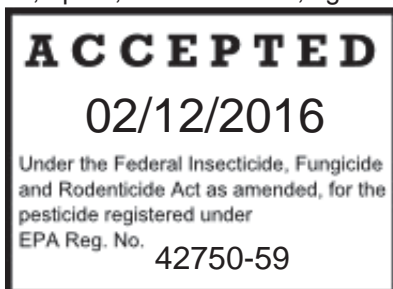 ACCEPTED
02/12/2016
Under the Federal Insecticide, Fungicide
and Rodenticide Act as amended, for the
pesticide registered under
EPA Reg. No. 42750-59